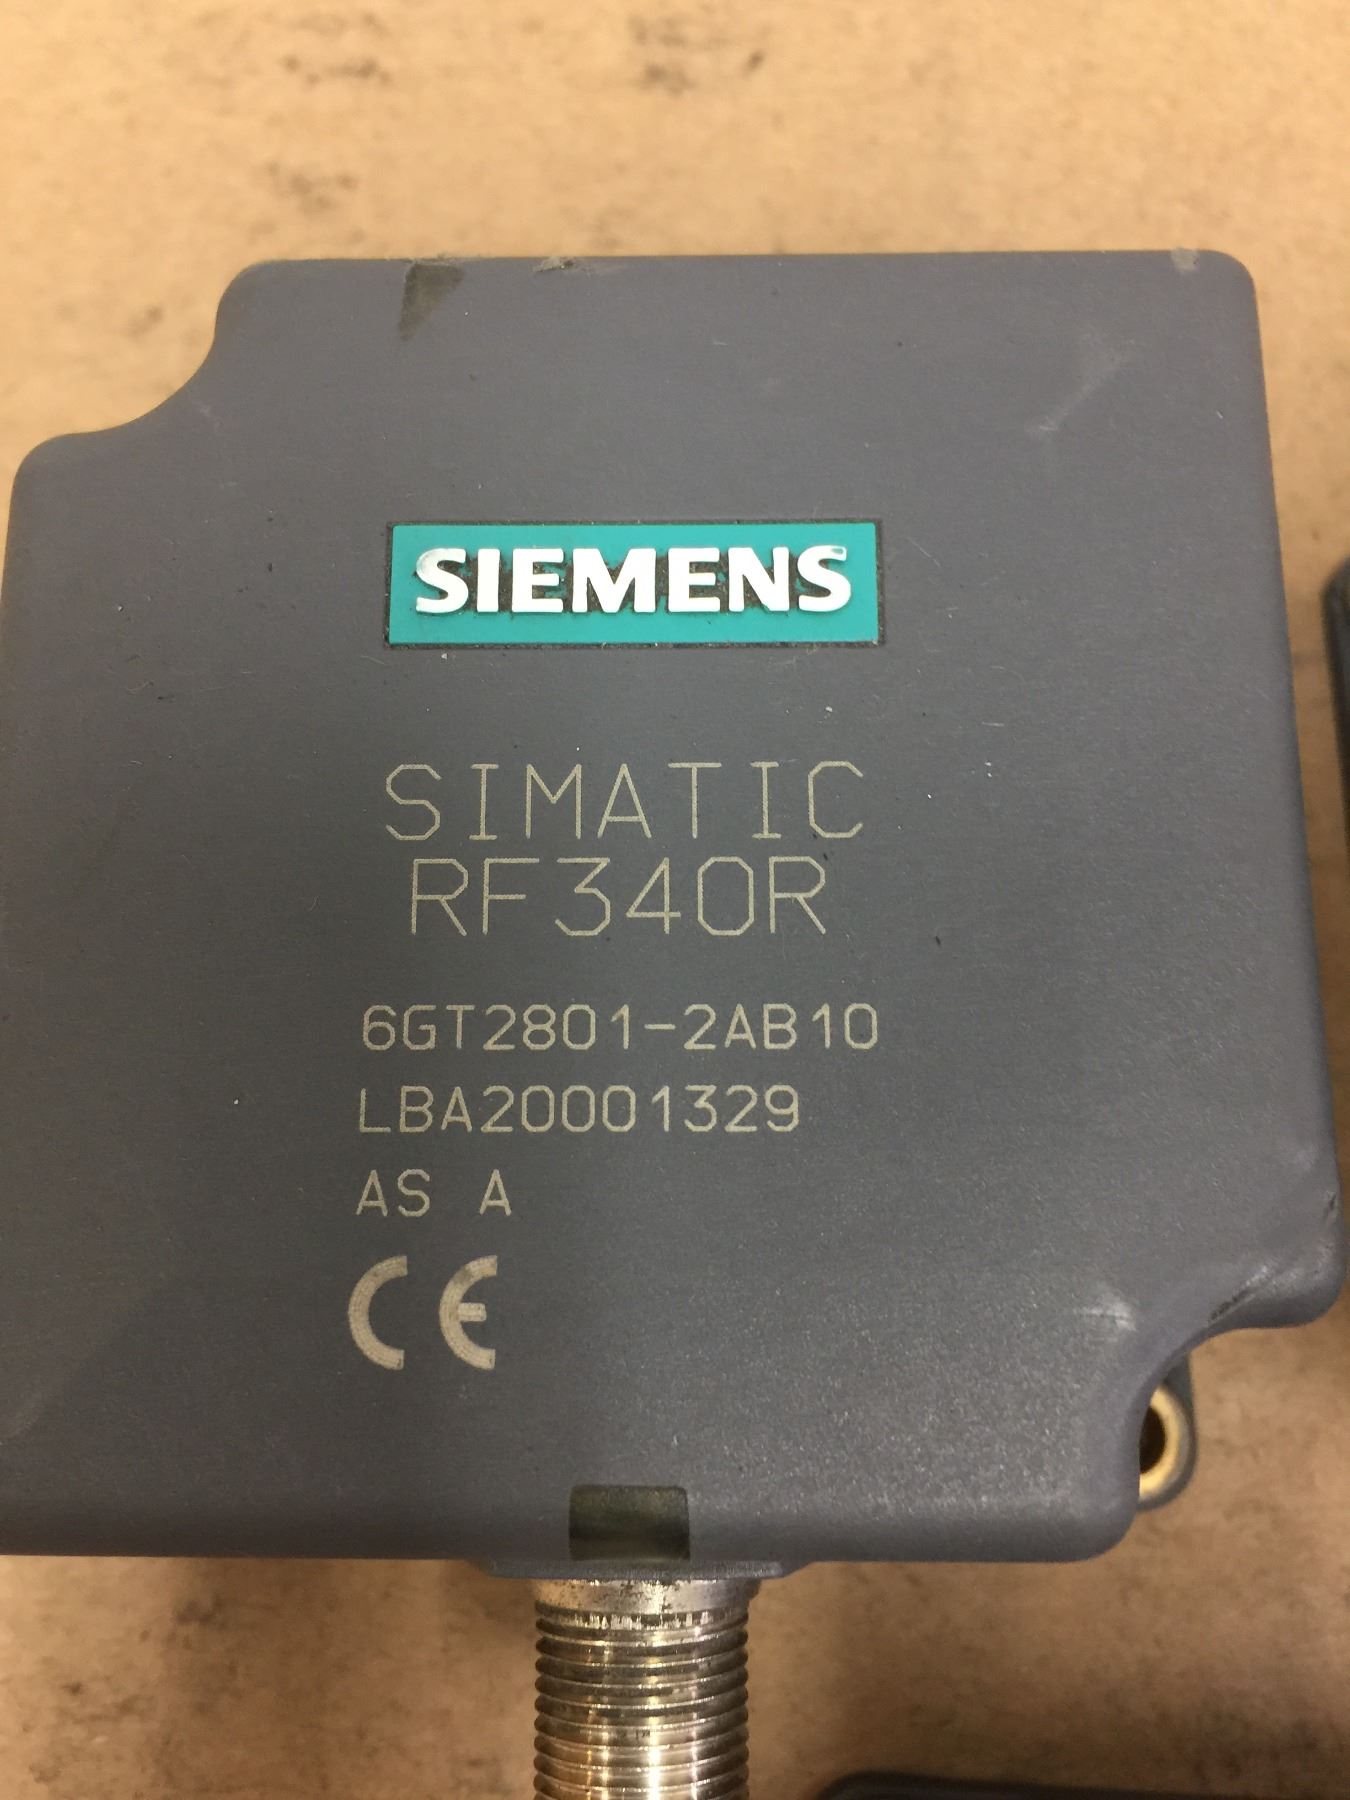 SIEMENS
SIMATIC
RF340R
6GT2801-2AB10
LBA20001329
AS A
CE